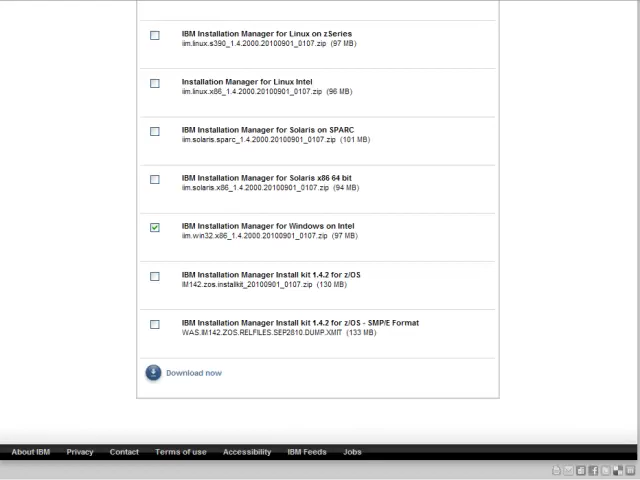 IBM Installation Manager for Linux on zSeries
iim.linux.s390_1.4.2000.20100901_0107.zip (97 MB)
Installation Manager for Linux Intel
iim.linux.x86_1.4.2000.20100901_0107.zip (96 MB)
IBM Installation Manager for Solaris on SPARC
iim.solaris.sparc_1.4.2000.20100901_0107.zip (101 MB)
IBM Installation Manager for Solaris x86 64 bit
iim.solaris.x86_1.4.2000.20100901_0107.zip (94 MB)
IBM Installation Manager for Windows on Intel
iim.win32.x86_1.4.2000.20100901_0107.zip (97 MB)
IBM Installation Manager Install kit 1.4.2 for z/OS
IM142.zos.installkit_20100901_0107.zip (130 MB)
IBM Installation Manager Install kit 1.4.2 for z/OS - SMP/E Format
WAS.IM142.ZOS.RELFILES.SEP2810.DUMP.XMIT (133 MB)
Download now
About IBM Privacy Contact Terms of use Accessibility IBM Feeds Jobs